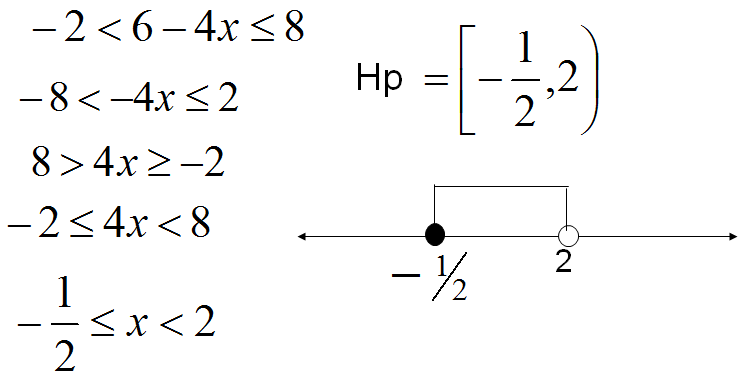 −2 < 6 − 4x ≤ 8
−8 < −4x ≤ 2
8 > 4x ≥ −2
−2 ≤ 4x < 8
−1/2 ≤ x < 2
Hp = [−1/2, 2)
−1/2
2